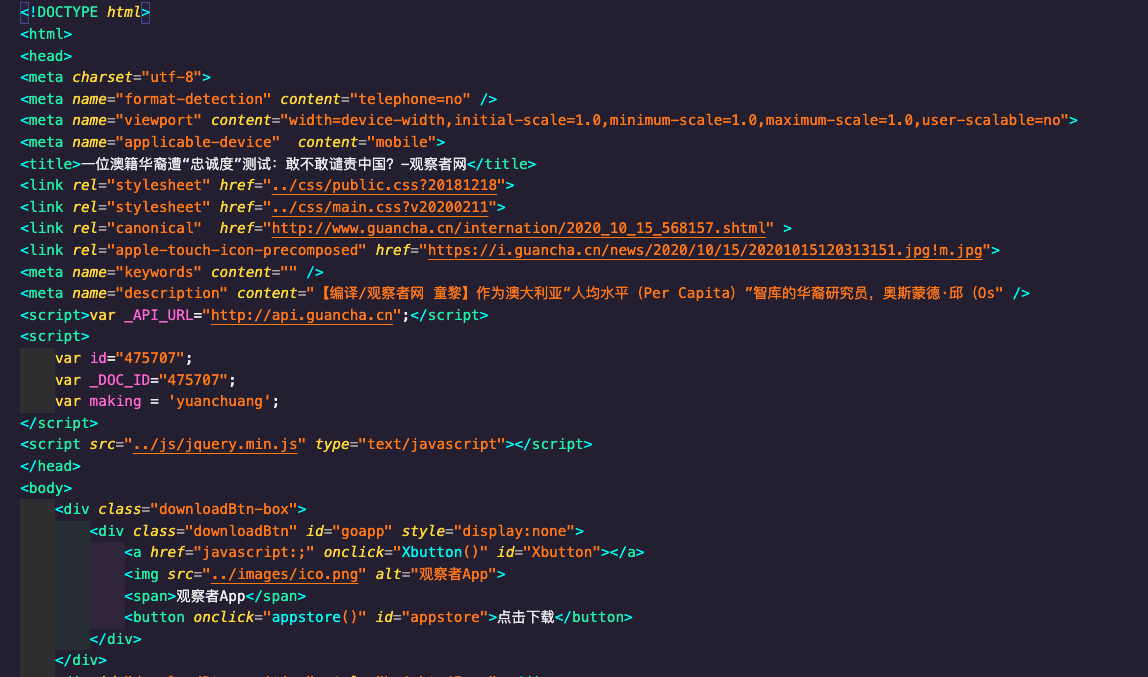 <!DOCTYPE html>
<html>
<head>
<meta charset="utf-8">
<meta name="format-detection" content="telephone=no" />
<meta name="viewport" content="width=device-width,initial-scale=1.0,minimum-scale=1.0,maximum-scale=1.0,user-scalable=no">
<meta name="applicable-device"  content="mobile">
<title>一位澳籍华裔遭“忠诚度”测试：敢不敢谴责中国？-观察者网</title>
<link rel="stylesheet" href="../css/public.css?20181218">
<link rel="stylesheet" href="../css/main.css?v20200211">
<link rel="canonical"  href="http://www.guancha.cn/internation/2020_10_15_568157.shtml" >
<link rel="apple-touch-icon-precomposed" href="https://i.guancha.cn/news/2020/10/15/20201015120313151.jpg!m.jpg">
<meta name="keywords" content="" />
<meta name="description" content="【编译/观察者网 童黎】作为澳大利亚“人均水平（Per Capita）”智库的华裔研究员，奥斯蒙德·邱（Os" />
<script>var _API_URL="http://api.guancha.cn";</script>
<script>
    var id="475707";
    var _DOC_ID="475707";
    var making = 'yuanchuang';
</script>
<script src="../js/jquery.min.js" type="text/javascript"></script>
</head>
<body>
    <div class="downloadBtn-box">
        <div class="downloadBtn" id="goapp" style="display:none">
            <a href="javascript:;" onclick="Xbutton()" id="Xbutton"></a>
            <img src="../images/ico.png" alt="观察者App">
            <span>观察者App</span>
            <button onclick="appstore()" id="appstore">点击下载</button>
        </div>
    </div>